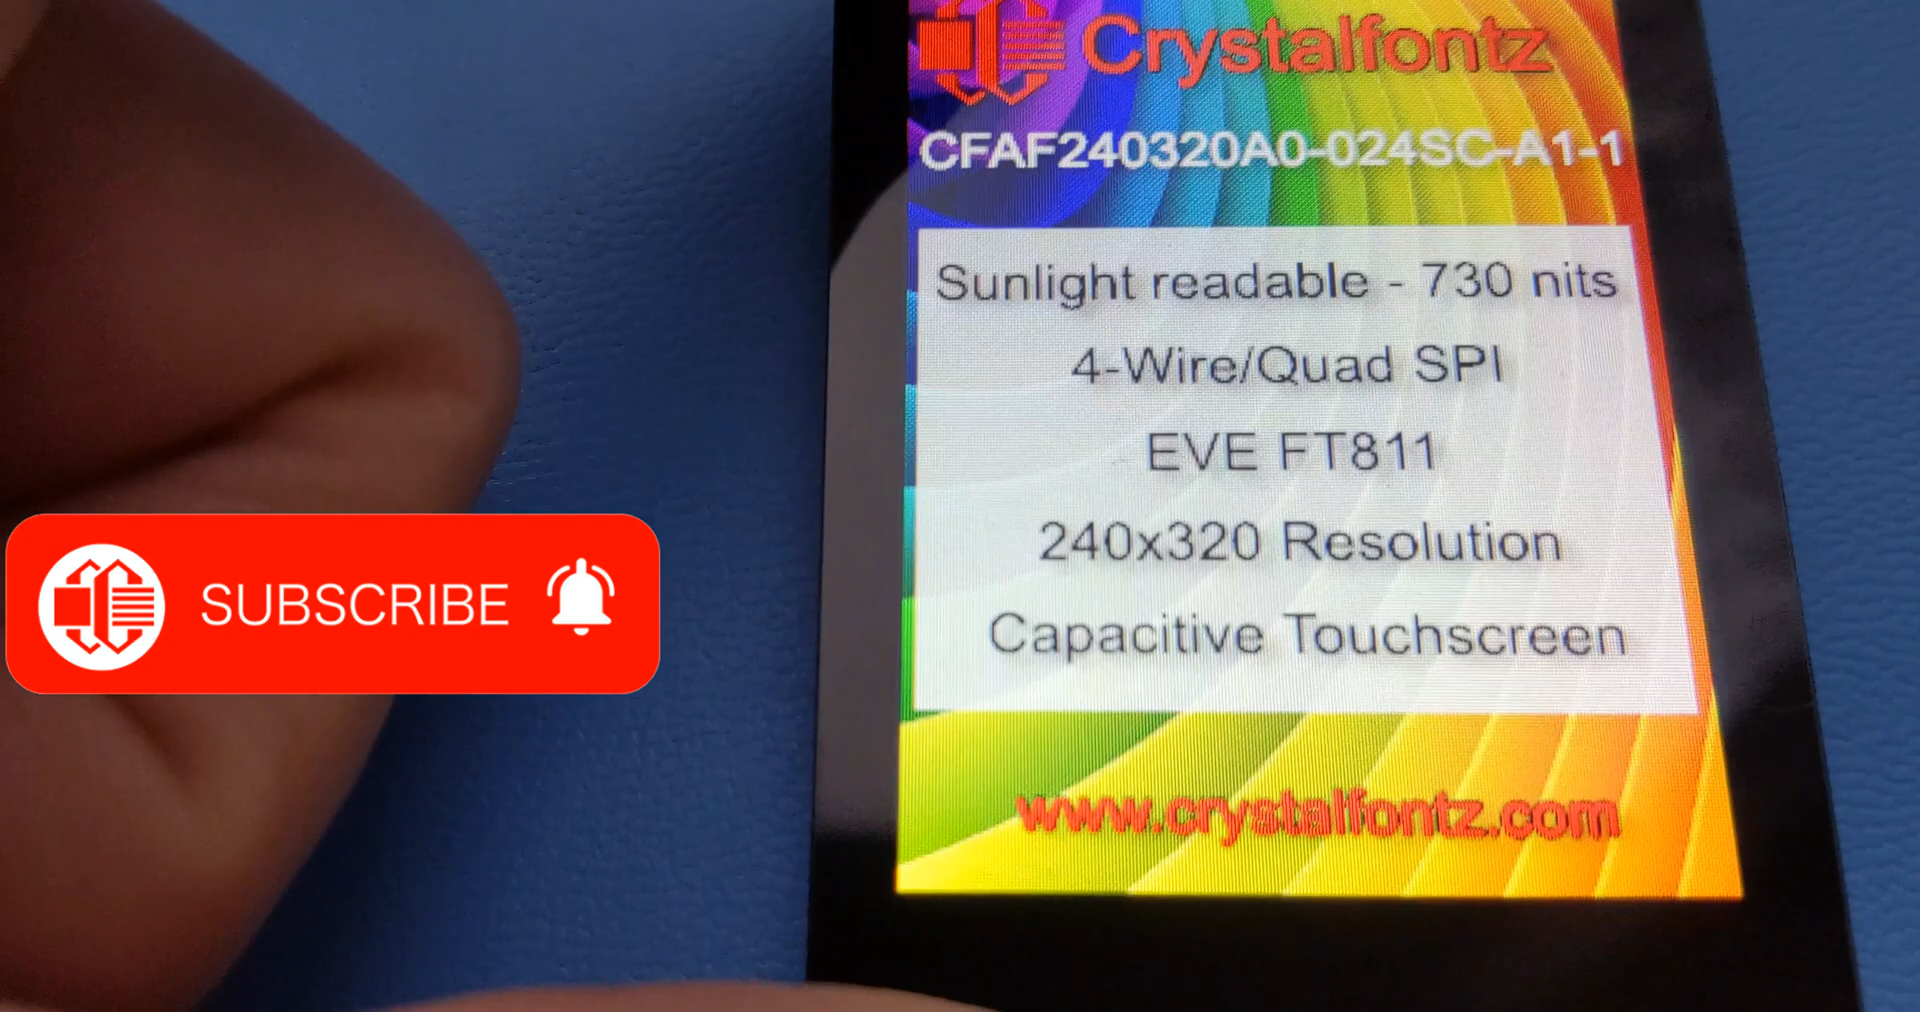 Crystalfontz
CFAF240320A0-024SC-A1-1
Sunlight readable - 730 nits
4-Wire/Quad SPI
EVE FT811
240x320 Resolution
Capacitive Touchscreen
www.crystalfontz.com
SUBSCRIBE